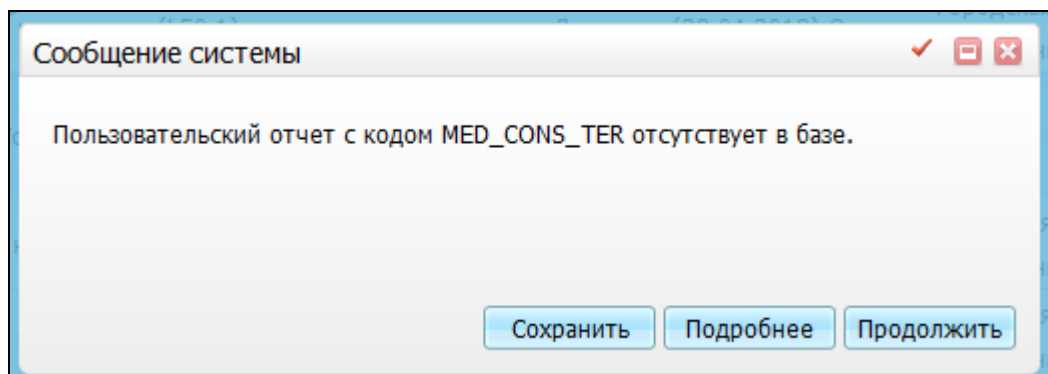 Сообщение системы
Пользовательский отчет с кодом MED_CONS_TER отсутствует в базе.
Сохранить Подробнее Продолжить